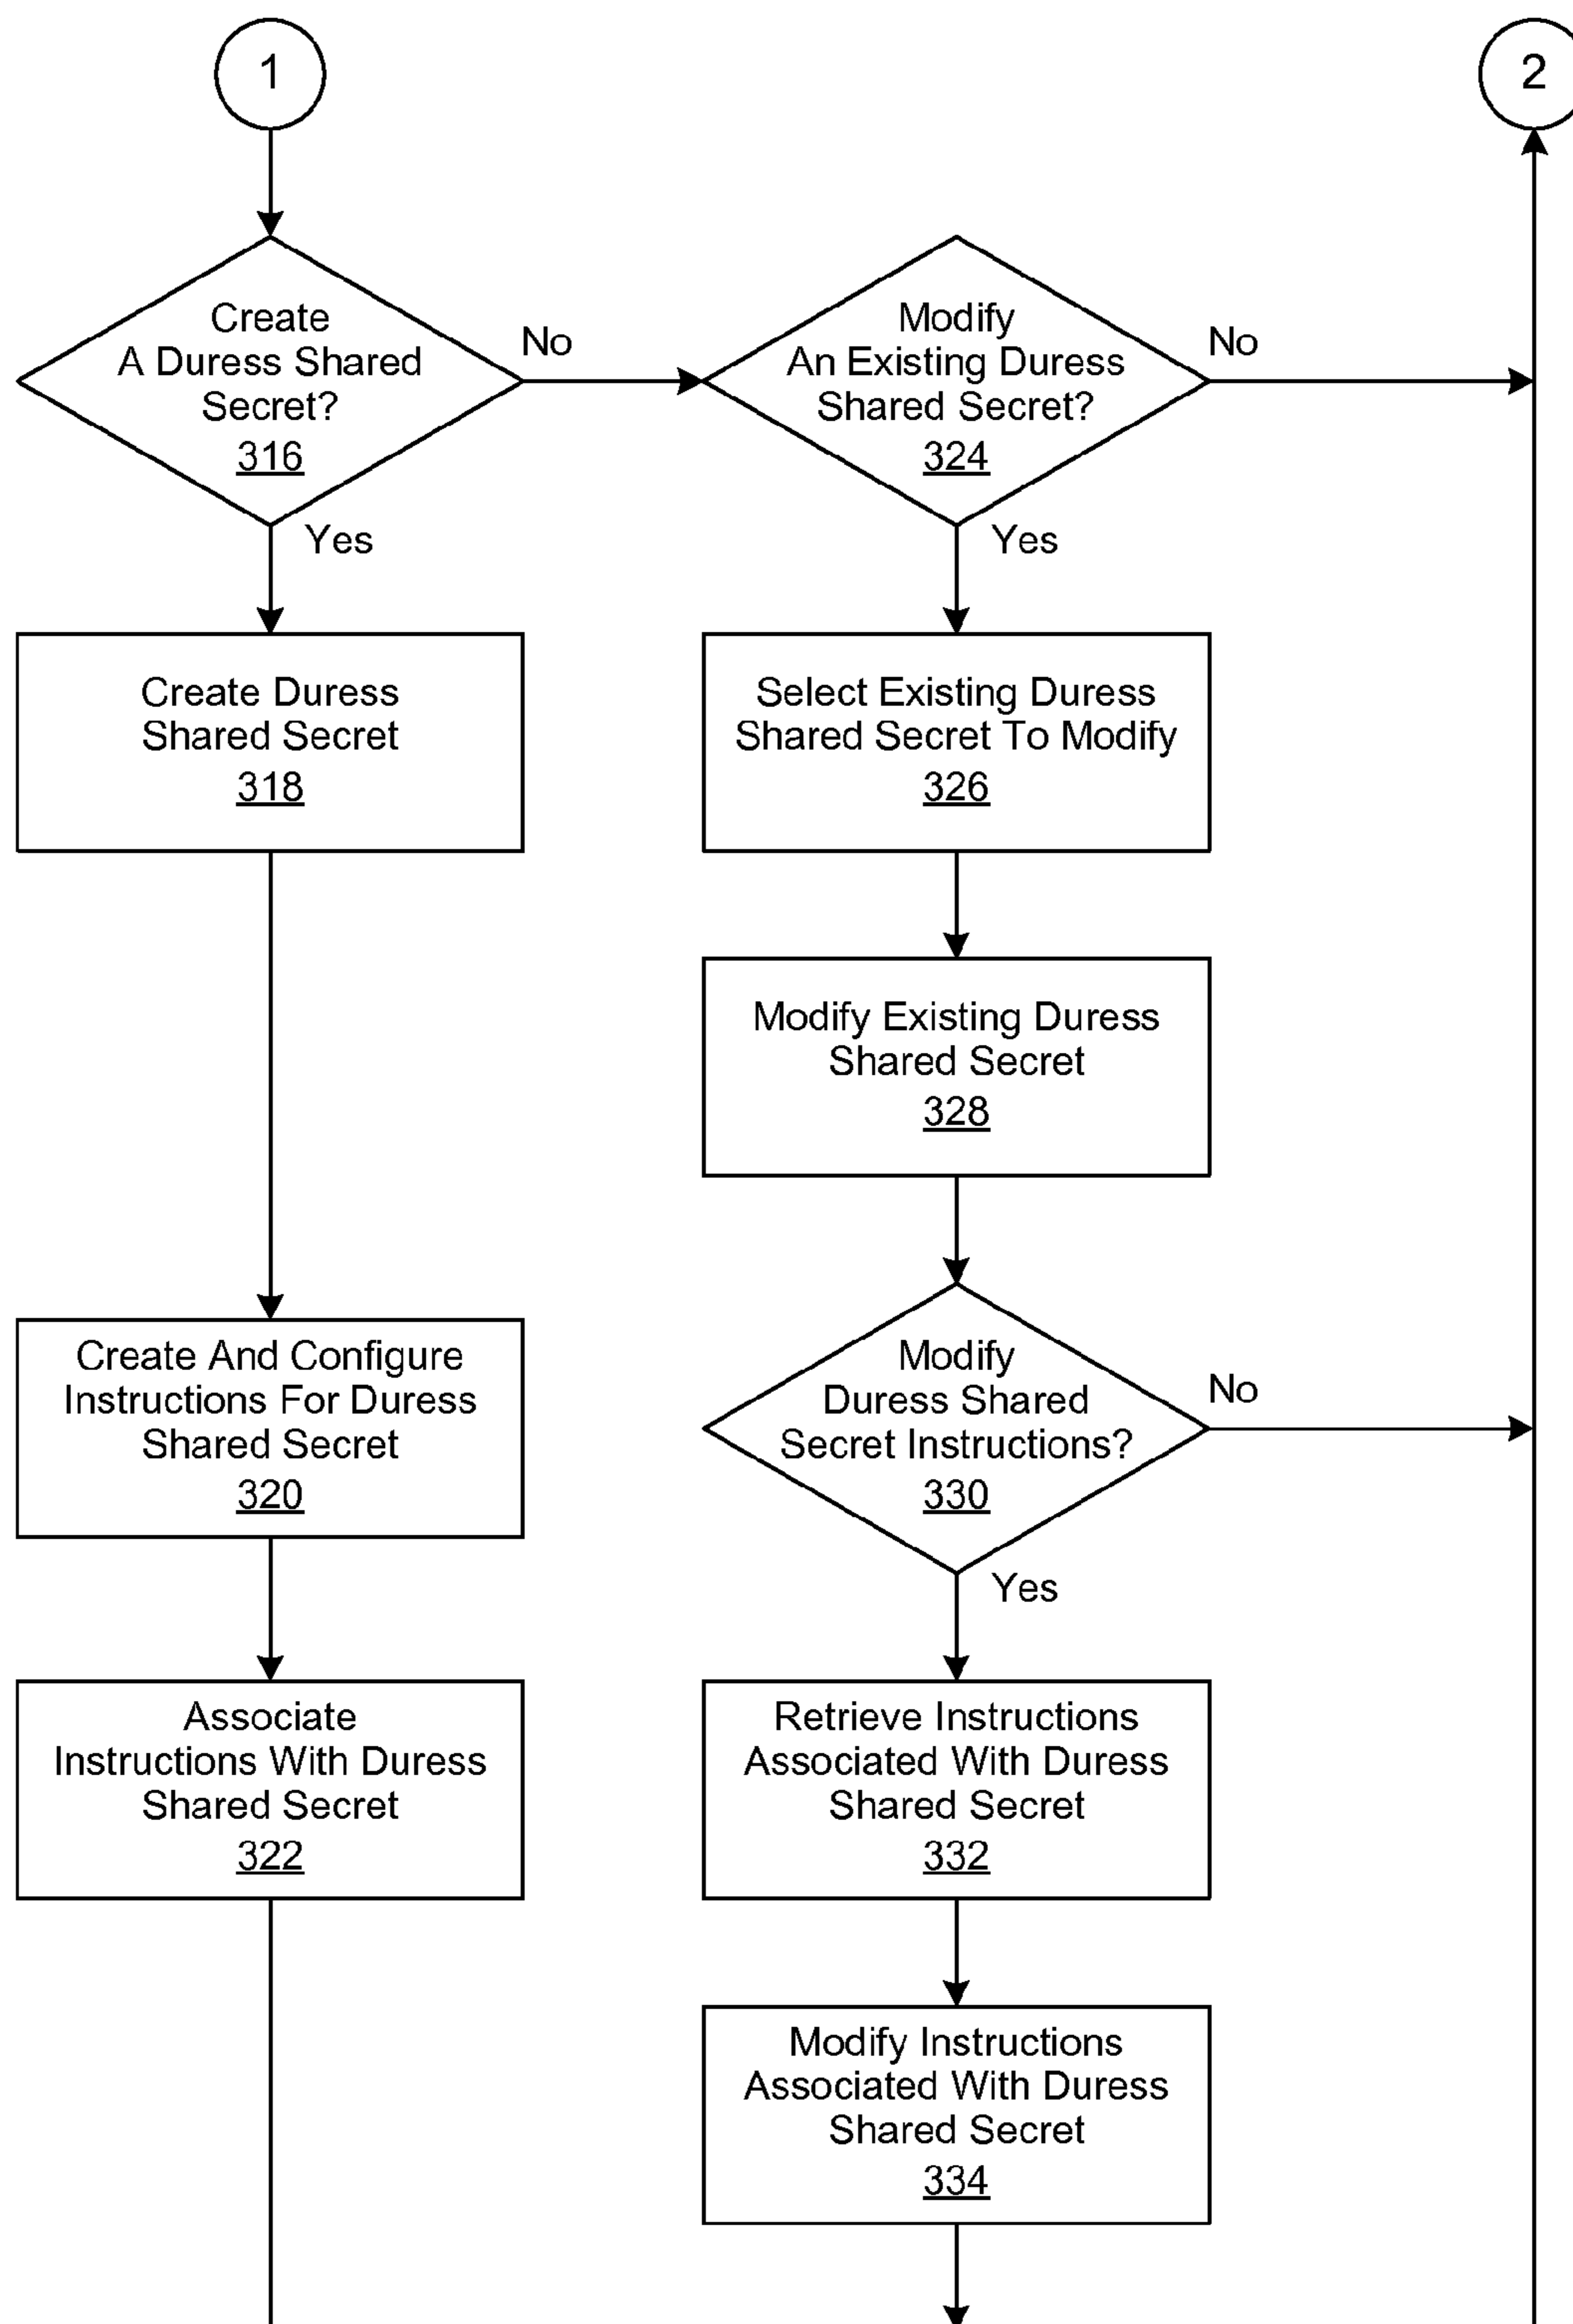 1
2
Create
A Duress Shared
Secret?
316
No
Modify
An Existing Duress
Shared Secret?
324
No
Yes
Yes
Create Duress
Shared Secret
318
Select Existing Duress
Shared Secret To Modify
326
Modify Existing Duress
Shared Secret
328
Create And Configure
Instructions For Duress
Shared Secret
320
Modify
Duress Shared
Secret Instructions?
330
No
Yes
Associate
Instructions With Duress
Shared Secret
322
Retrieve Instructions
Associated With Duress
Shared Secret
332
Modify Instructions
Associated With Duress
Shared Secret
334